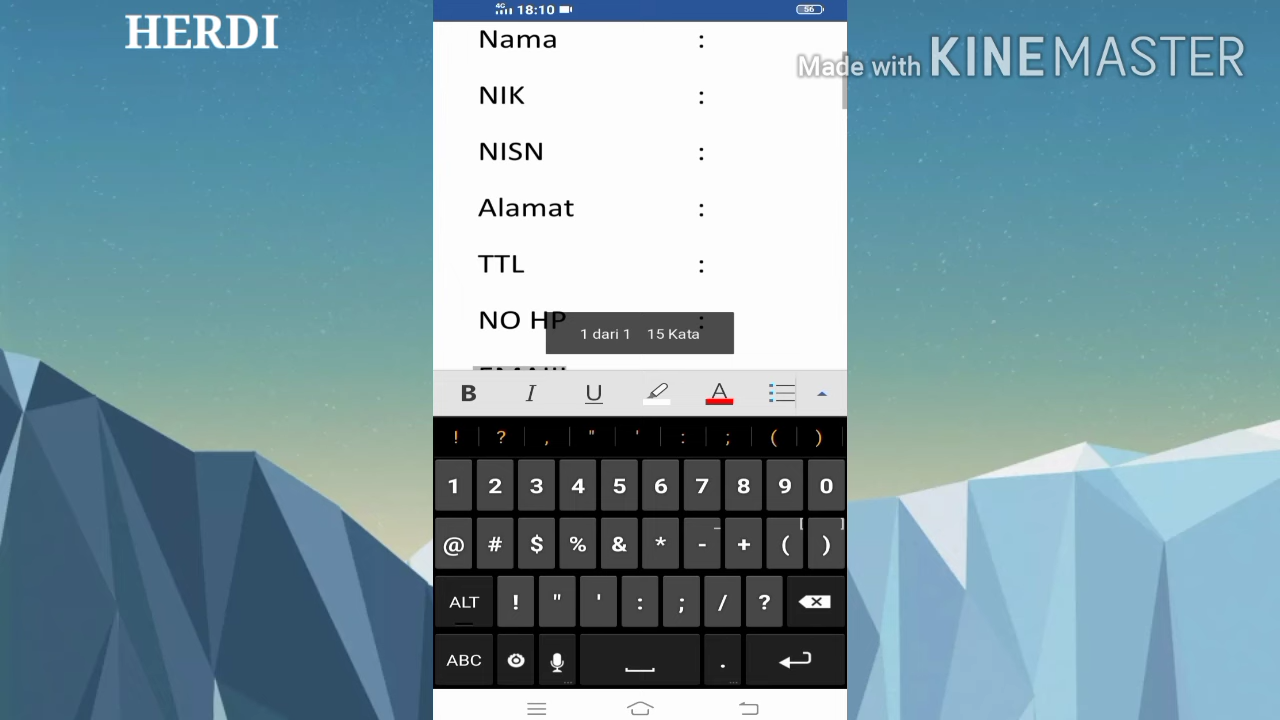 HERDI
4G 18:10 56
Made with KINEMASTER
Nama :
NIK :
NISN :
Alamat :
TTL :
NO HP :
1 dari 1 15 Kata
B I U A
! ? , " ' : ; ( )
1 2 3 4 5 6 7 8 9 0
@ # $ % & * - _ + ( [ ) ]
ALT ! " ' : ; / ?
ABC . ...